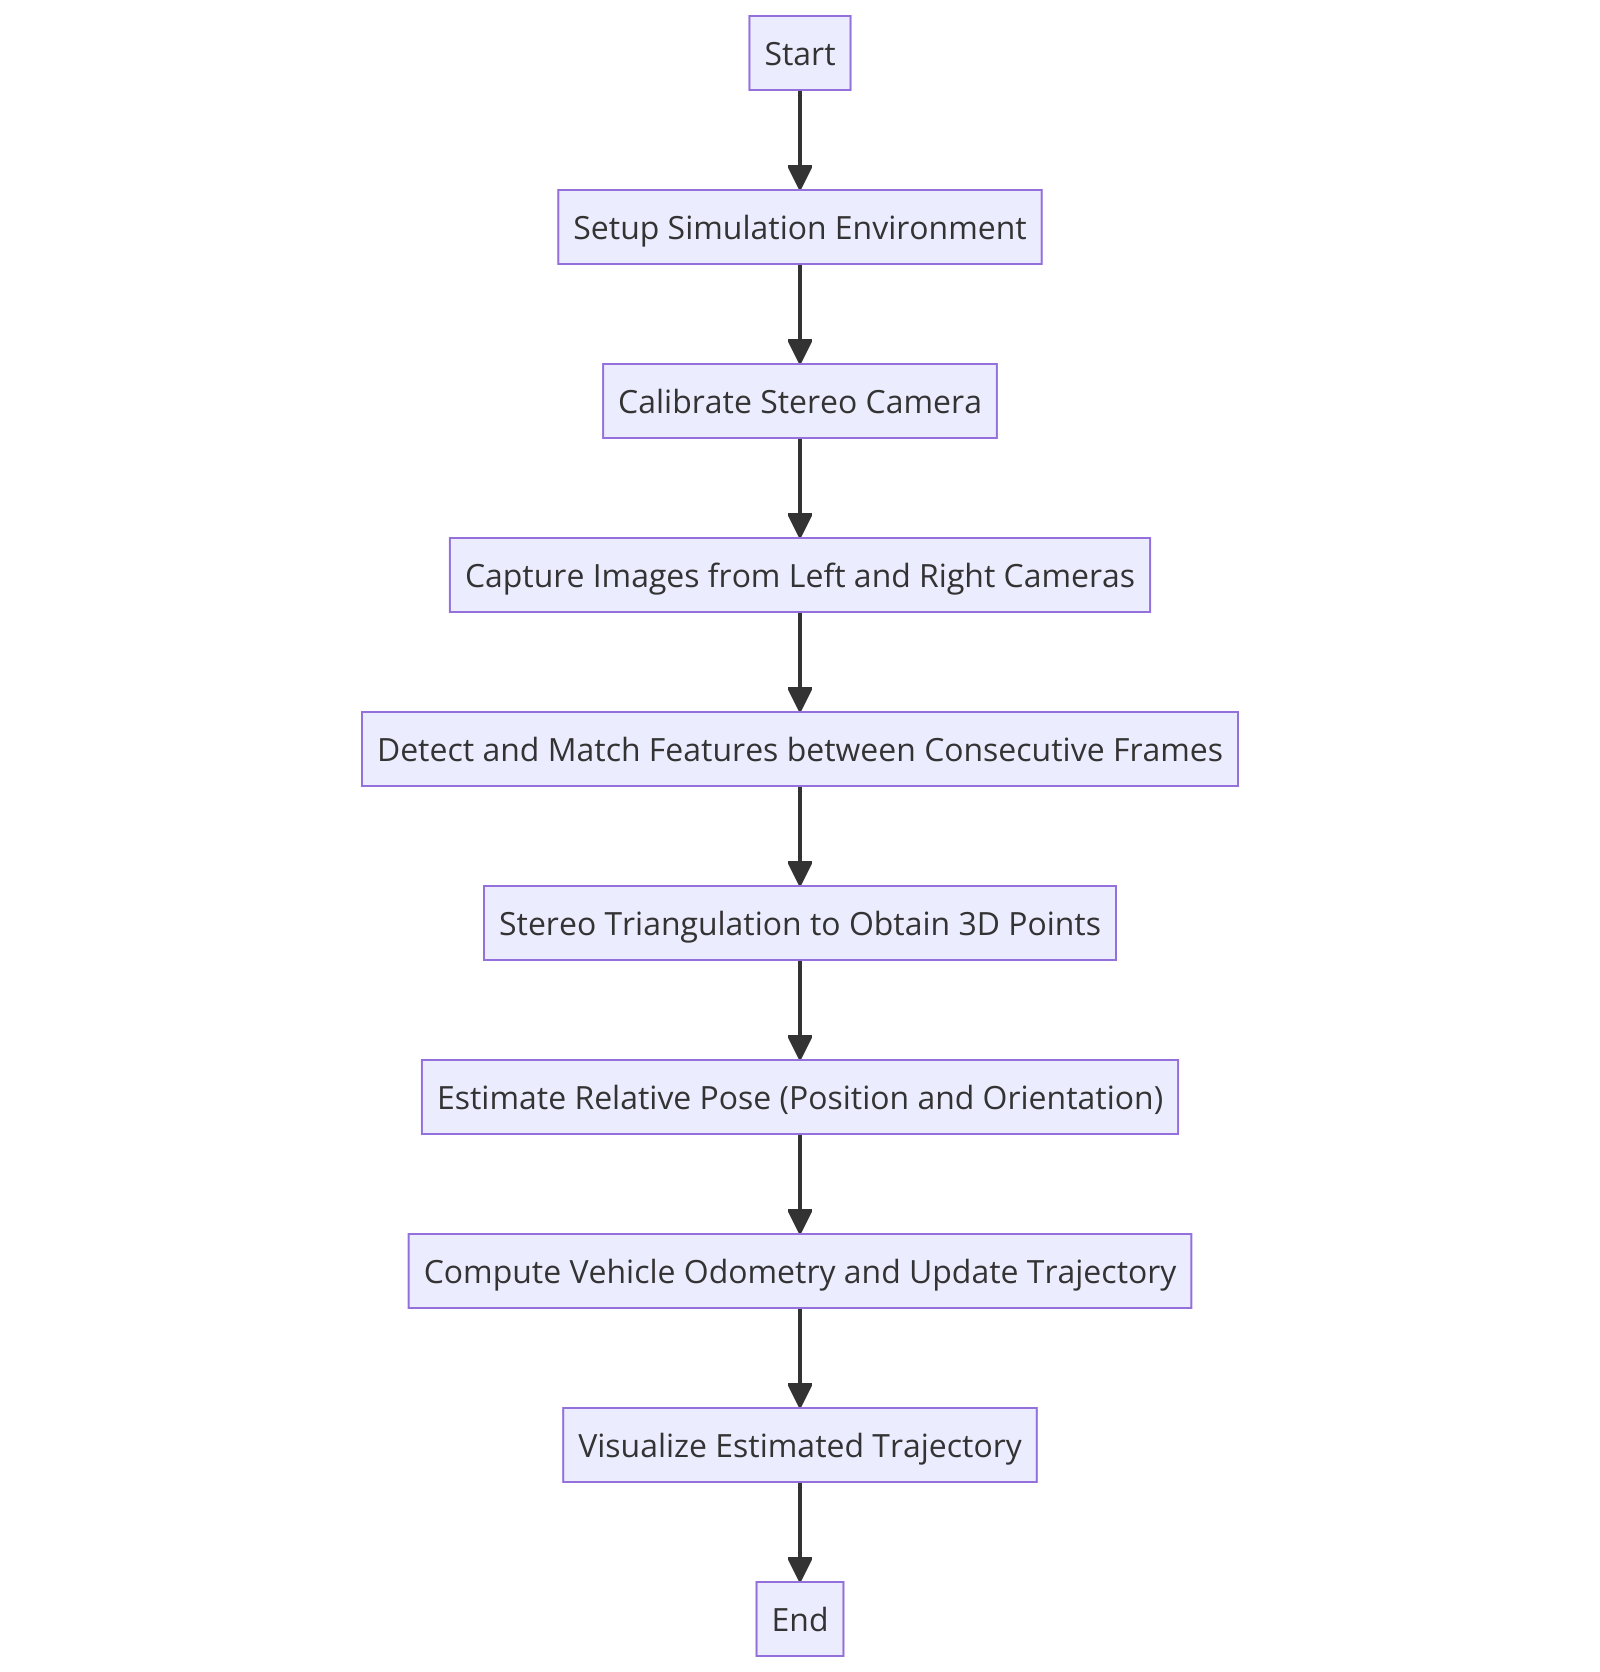 Start
Setup Simulation Environment
Calibrate Stereo Camera
Capture Images from Left and Right Cameras
Detect and Match Features between Consecutive Frames
Stereo Triangulation to Obtain 3D Points
Estimate Relative Pose (Position and Orientation)
Compute Vehicle Odometry and Update Trajectory
Visualize Estimated Trajectory
End